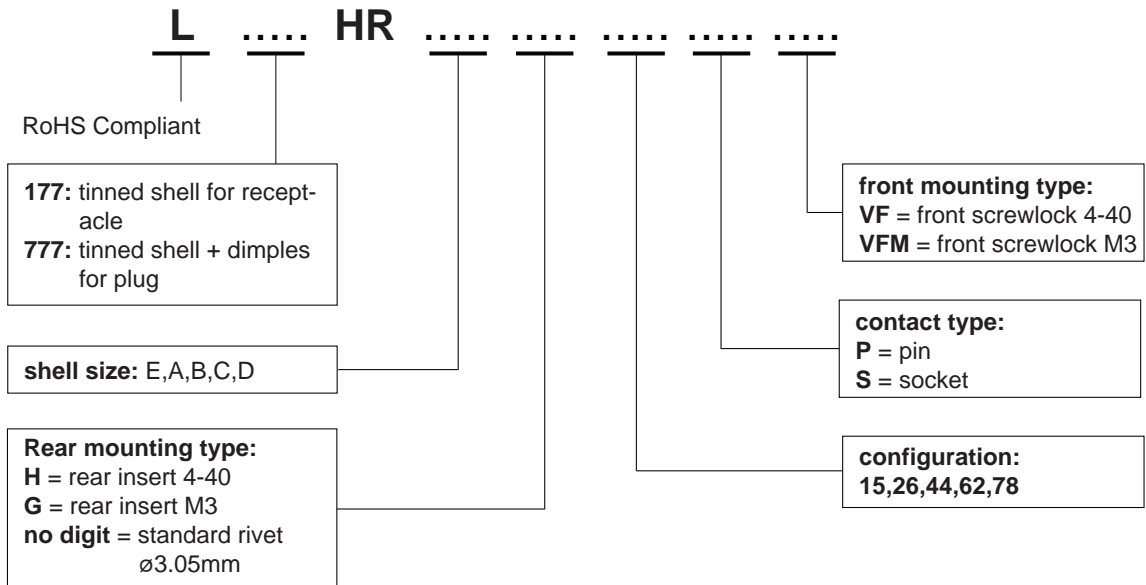 L ..... HR ..... ..... ..... ..... .....
RoHS Compliant
177: tinned shell for recept-
acle
777: tinned shell + dimples
for plug
shell size: E,A,B,C,D
Rear mounting type:
H = rear insert 4-40
G = rear insert M3
no digit = standard rivet
ø3.05mm
front mounting type:
VF = front screwlock 4-40
VFM = front screwlock M3
contact type:
P = pin
S = socket
configuration:
15,26,44,62,78